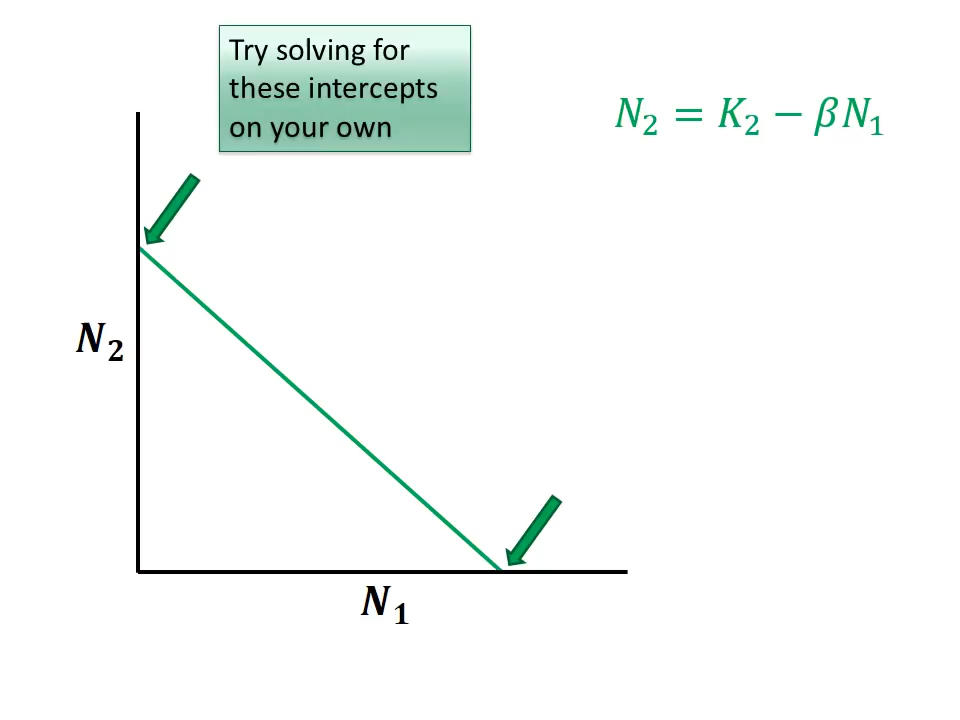 Try solving for
these intercepts
on your own
N₂ = K₂ − βN₁
N₂
N₁